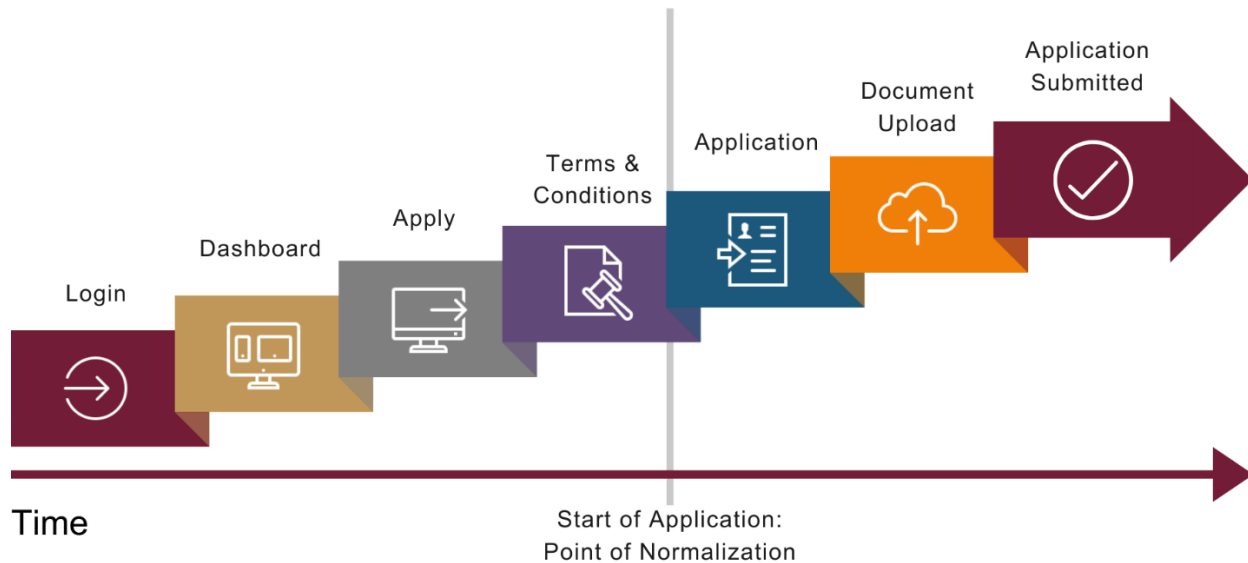 Login
Dashboard
Apply
Terms &
Conditions
Application
Document
Upload
Application
Submitted
Time
Start of Application:
Point of Normalization